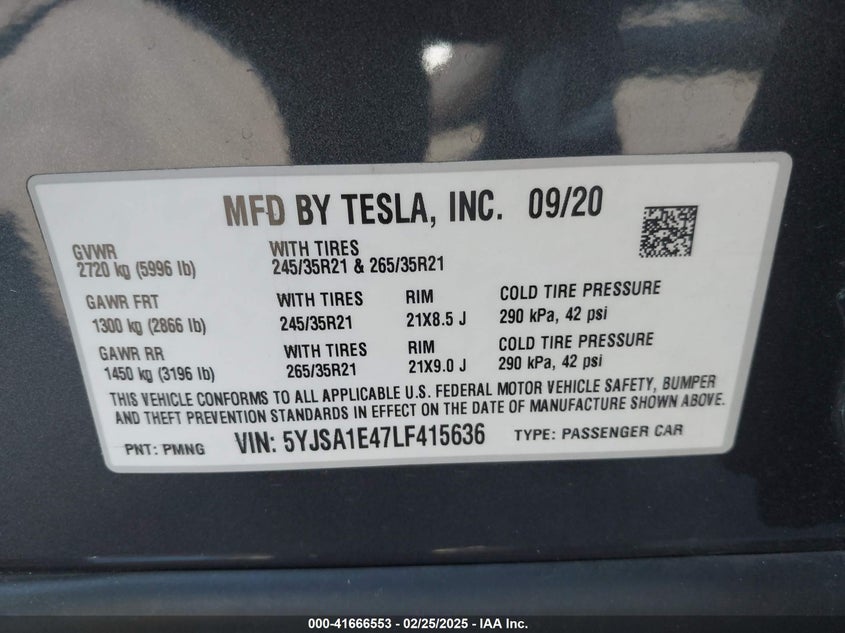 MFD BY TESLA, INC. 09/20
GVWR
2720 kg (5996 lb)
WITH TIRES
245/35R21 & 265/35R21
GAWR FRT
1300 kg (2866 lb)
WITH TIRES
245/35R21
RIM
21X8.5 J
COLD TIRE PRESSURE
290 kPa, 42 psi
GAWR RR
1450 kg (3196 lb)
WITH TIRES
265/35R21
RIM
21X9.0 J
COLD TIRE PRESSURE
290 kPa, 42 psi
THIS VEHICLE CONFORMS TO ALL APPLICABLE U.S. FEDERAL MOTOR VEHICLE SAFETY, BUMPER
AND THEFT PREVENTION STANDARDS IN EFFECT ON THE DATE OF MANUFACTURE SHOWN ABOVE.
PNT: PMNG VIN: 5YJSA1E47LF415636 TYPE: PASSENGER CAR
000-41666553 - 02/25/2025 - IAA Inc.